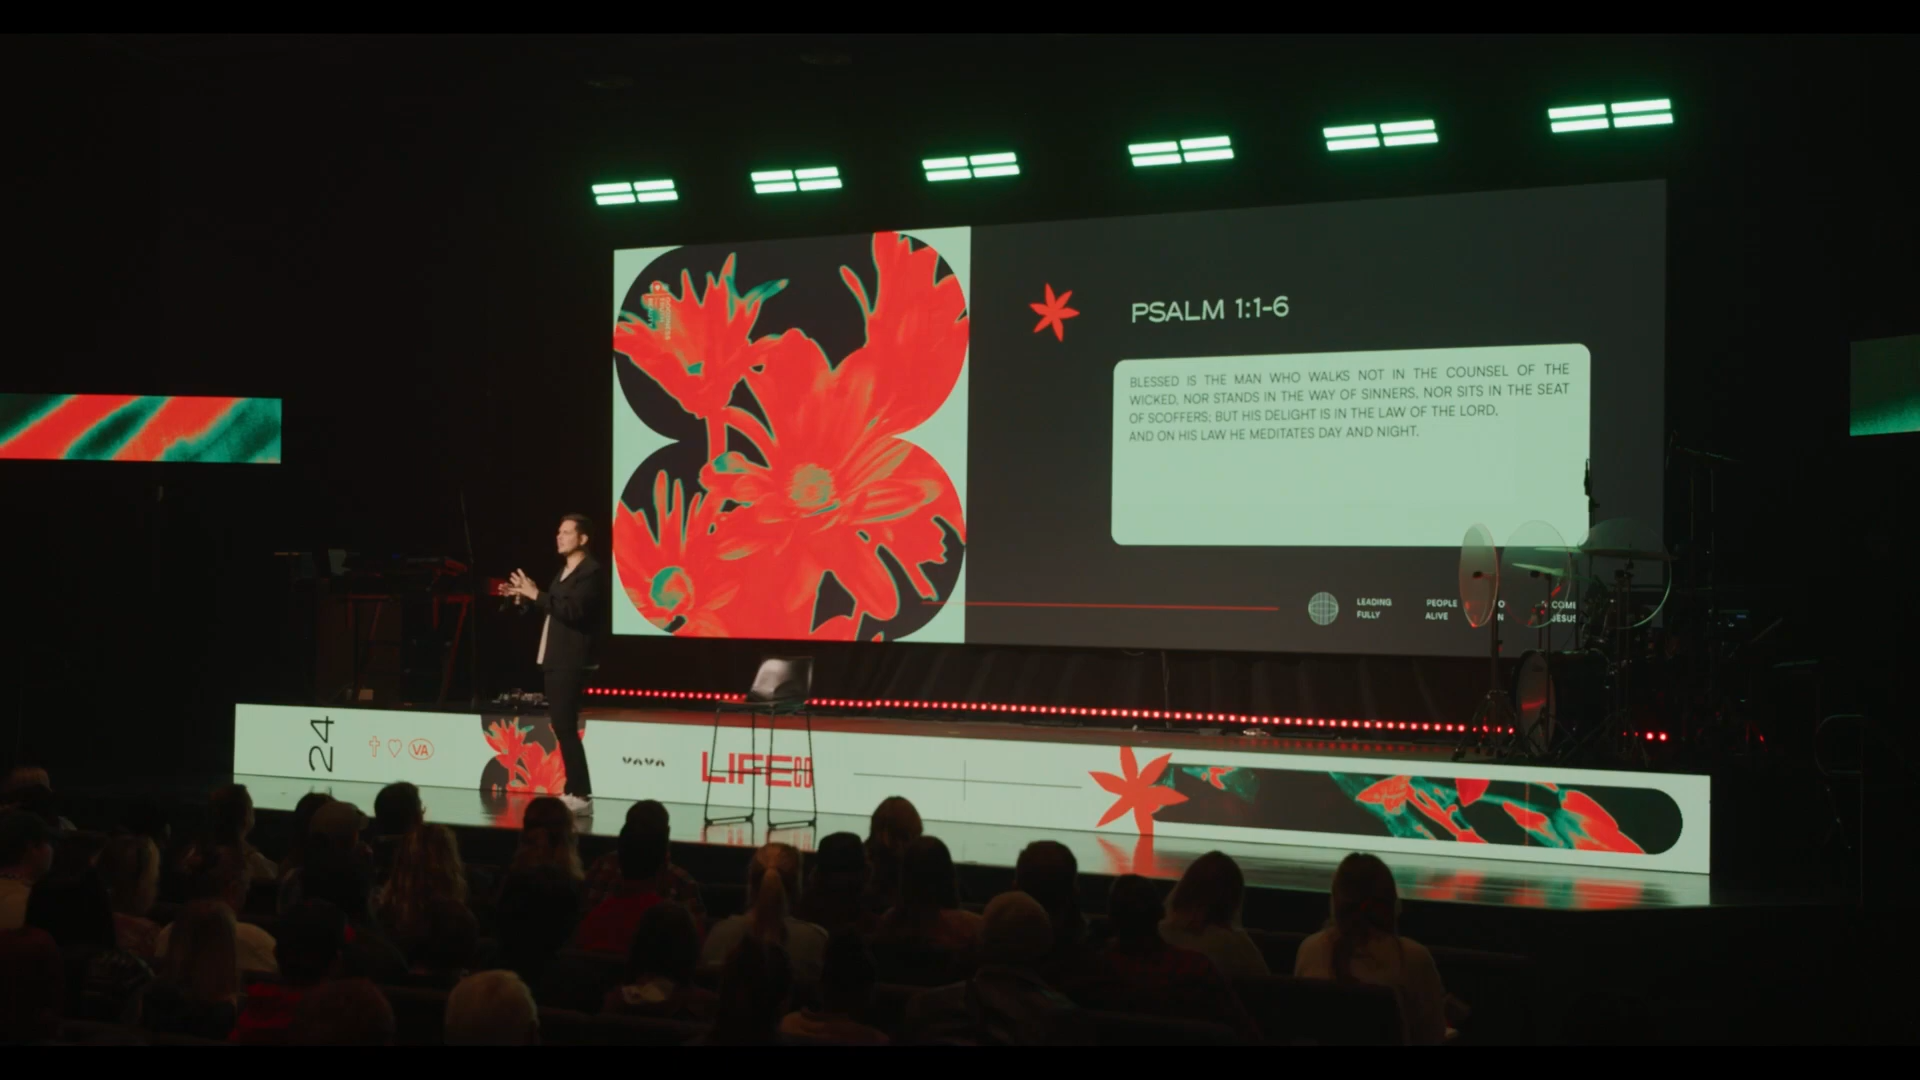 PSALM 1:1-6
BLESSED IS THE MAN WHO WALKS NOT IN THE COUNSEL OF THE
WICKED, NOR STANDS IN THE WAY OF SINNERS, NOR SITS IN THE SEAT
OF SCOFFERS; BUT HIS DELIGHT IS IN THE LAW OF THE LORD,
AND ON HIS LAW HE MEDITATES DAY AND NIGHT.
LEADING
FULLY
PEOPLE
ALIVE
24
VA
LIFECO